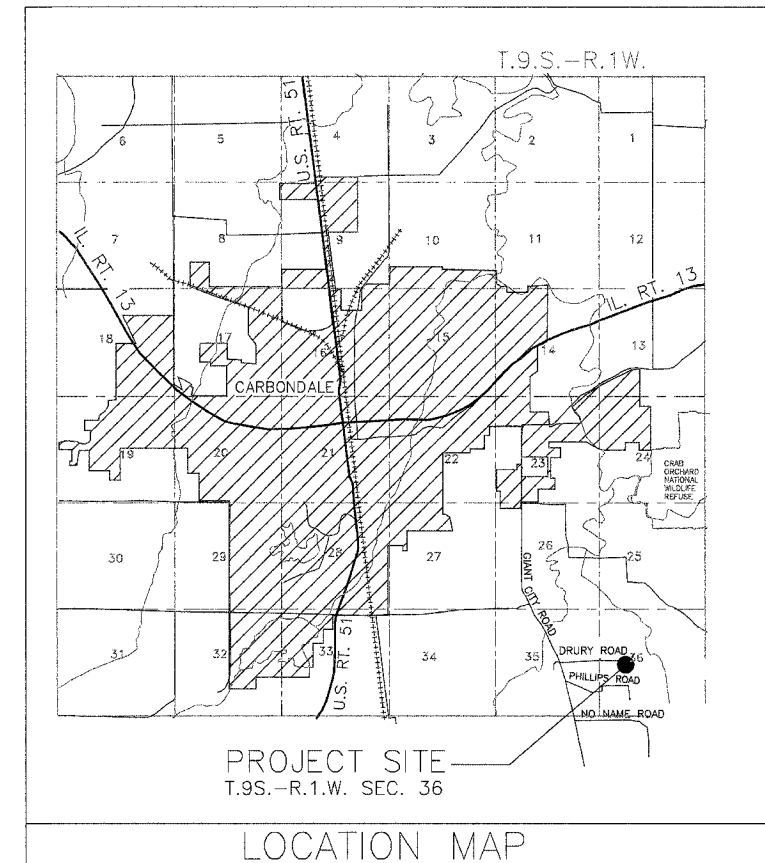 T.9.S.-R.1W.
6 5 4 3 2 1
U.S. RT. 51
7 8 9 10 11 12
IL. RT. 13
IL. RT. 13
18 17 16 15 14 13
CARBONDALE
19 20 21 22 23 24
CRAB
ORCHARD
NATIONAL
WILDLIFE
REFUSE
30 29 28 27 26 25
GIANT CITY ROAD
31 32 33 34 35 36
U.S. RT. 51
DRURY ROAD
PHILLIPS ROAD
NO NAME ROAD
PROJECT SITE
T.9S.-R.1.W. SEC. 36
LOCATION MAP